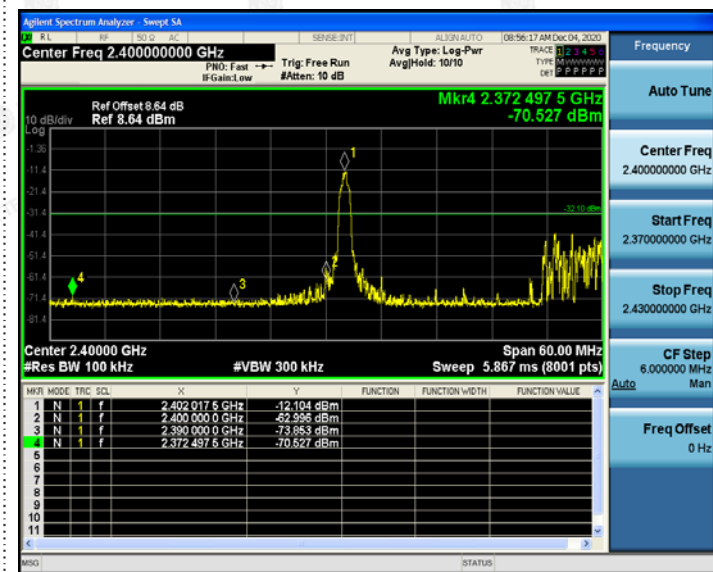 Agilent Spectrum Analyzer - Swept SA
RL RF 50 Ω AC SENSE:INT ALIGN AUTO 08:56:17 AM Dec 04, 2020
Center Freq 2.400000000 GHz
PNO: Fast
IFGain:Low
Trig: Free Run
#Atten: 10 dB
Avg Type: Log-Pwr
Avg|Hold: 10/10
TRACE 1 2 3 4 5 6
TYPE M WWWWW
DET P P P P P P
Mkr4 2.372 497 5 GHz
-70.527 dBm
Ref Offset 8.64 dB
10 dB/div Ref 8.64 dBm
Log
-1.36
-11.4
-21.4
-31.4
-41.4
-51.4
-61.4
-71.4
-81.4
-32.10 dBm
1
2
3
4
Center 2.40000 GHz Span 60.00 MHz
#Res BW 100 kHz #VBW 300 kHz Sweep 5.867 ms (8001 pts)
MKR MODE TRC SCL X Y FUNCTION FUNCTION WIDTH FUNCTION VALUE
1 N 1 f 2.402 017 5 GHz -12.104 dBm
2 N 1 f 2.400 000 0 GHz -62.996 dBm
3 N 1 f 2.390 000 0 GHz -73.853 dBm
4 N 1 f 2.372 497 5 GHz -70.527 dBm
5
6
7
8
9
10
11
MSG STATUS
Frequency
Auto Tune
Center Freq
2.400000000 GHz
Start Freq
2.370000000 GHz
Stop Freq
2.430000000 GHz
CF Step
6.000000 MHz
Auto Man
Freq Offset
0 Hz